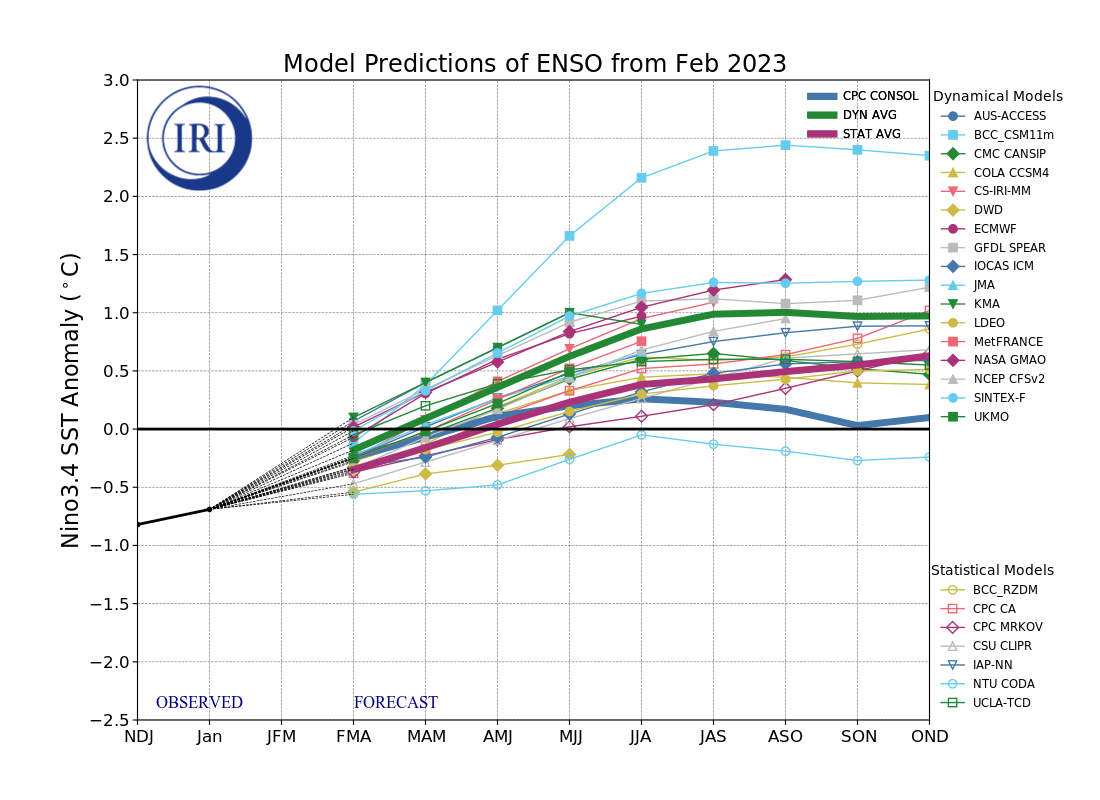 Model Predictions of ENSO from Feb 2023
Nino3.4 SST Anomaly (°C)
3.0
2.5
2.0
1.5
1.0
0.5
0.0
−0.5
−1.0
−1.5
−2.0
−2.5
IRI
CPC CONSOL
DYN AVG
STAT AVG
OBSERVED
FORECAST
NDJ Jan JFM FMA MAM AMJ MJJ JJA JAS ASO SON OND
Dynamical Models
AUS-ACCESS
BCC_CSM11m
CMC CANSIP
COLA CCSM4
CS-IRI-MM
DWD
ECMWF
GFDL SPEAR
IOCAS ICM
JMA
KMA
LDEO
MetFRANCE
NASA GMAO
NCEP CFSv2
SINTEX-F
UKMO
Statistical Models
BCC_RZDM
CPC CA
CPC MRKOV
CSU CLIPR
IAP-NN
NTU CODA
UCLA-TCD